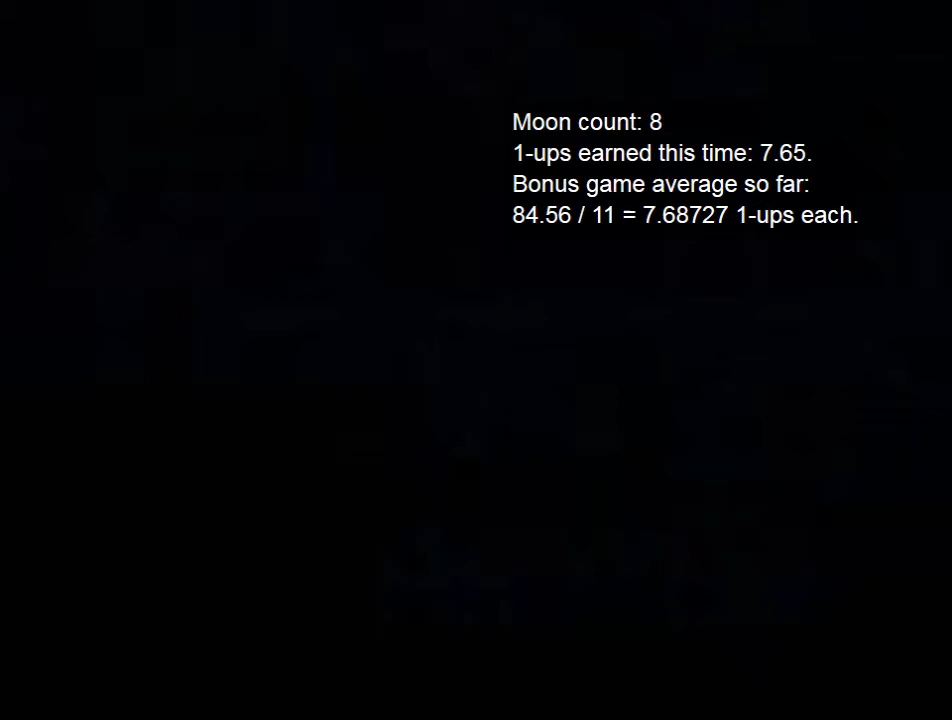 Moon count: 8
1-ups earned this time: 7.65.
Bonus game average so far:
84.56 / 11 = 7.68727 1-ups each.